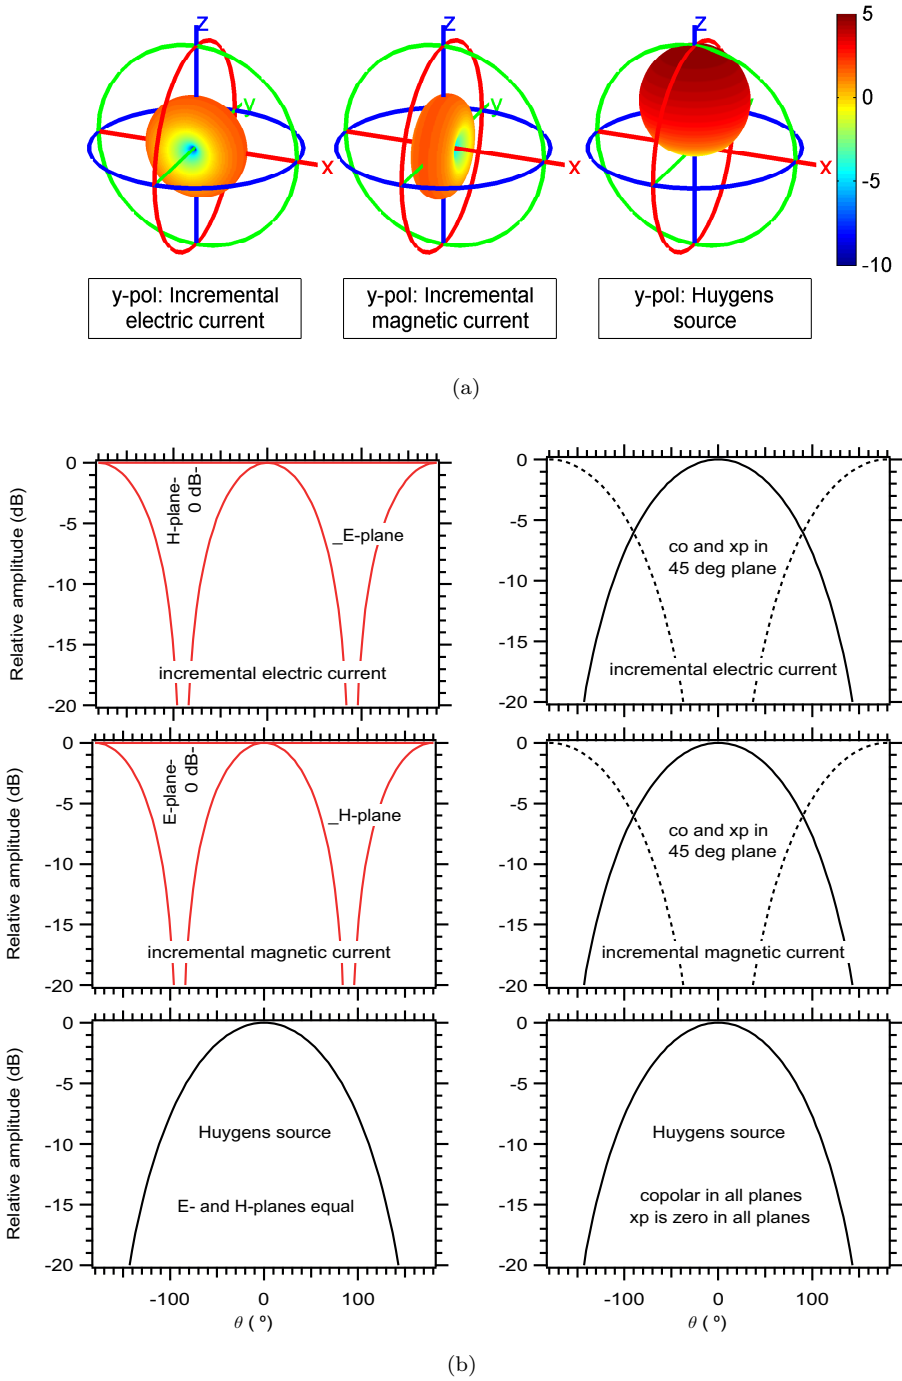 Z
Z
Z
5
y
y
0
X
X
X
-5
-10
y-pol: Incremental
electric current
y-pol: Incremental
magnetic current
y-pol: Huygens
source
(a)
Relative amplitude (dB)
0
-5
-10
-15
-20
H-plane-
0 dB-
_E-plane
incremental electric current
0
-5
-10
-15
-20
co and xp in
45 deg plane
incremental electric current
Relative amplitude (dB)
0
-5
-10
-15
-20
E-plane-
0 dB-
_H-plane
incremental magnetic current
0
-5
-10
-15
-20
co and xp in
45 deg plane
incremental magnetic current
Relative amplitude (dB)
0
-5
-10
-15
-20
Huygens source
E- and H-planes equal
-100 0 100
θ ( º)
0
-5
-10
-15
-20
Huygens source
copolar in all planes
xp is zero in all planes
-100 0 100
θ ( º)
(b)